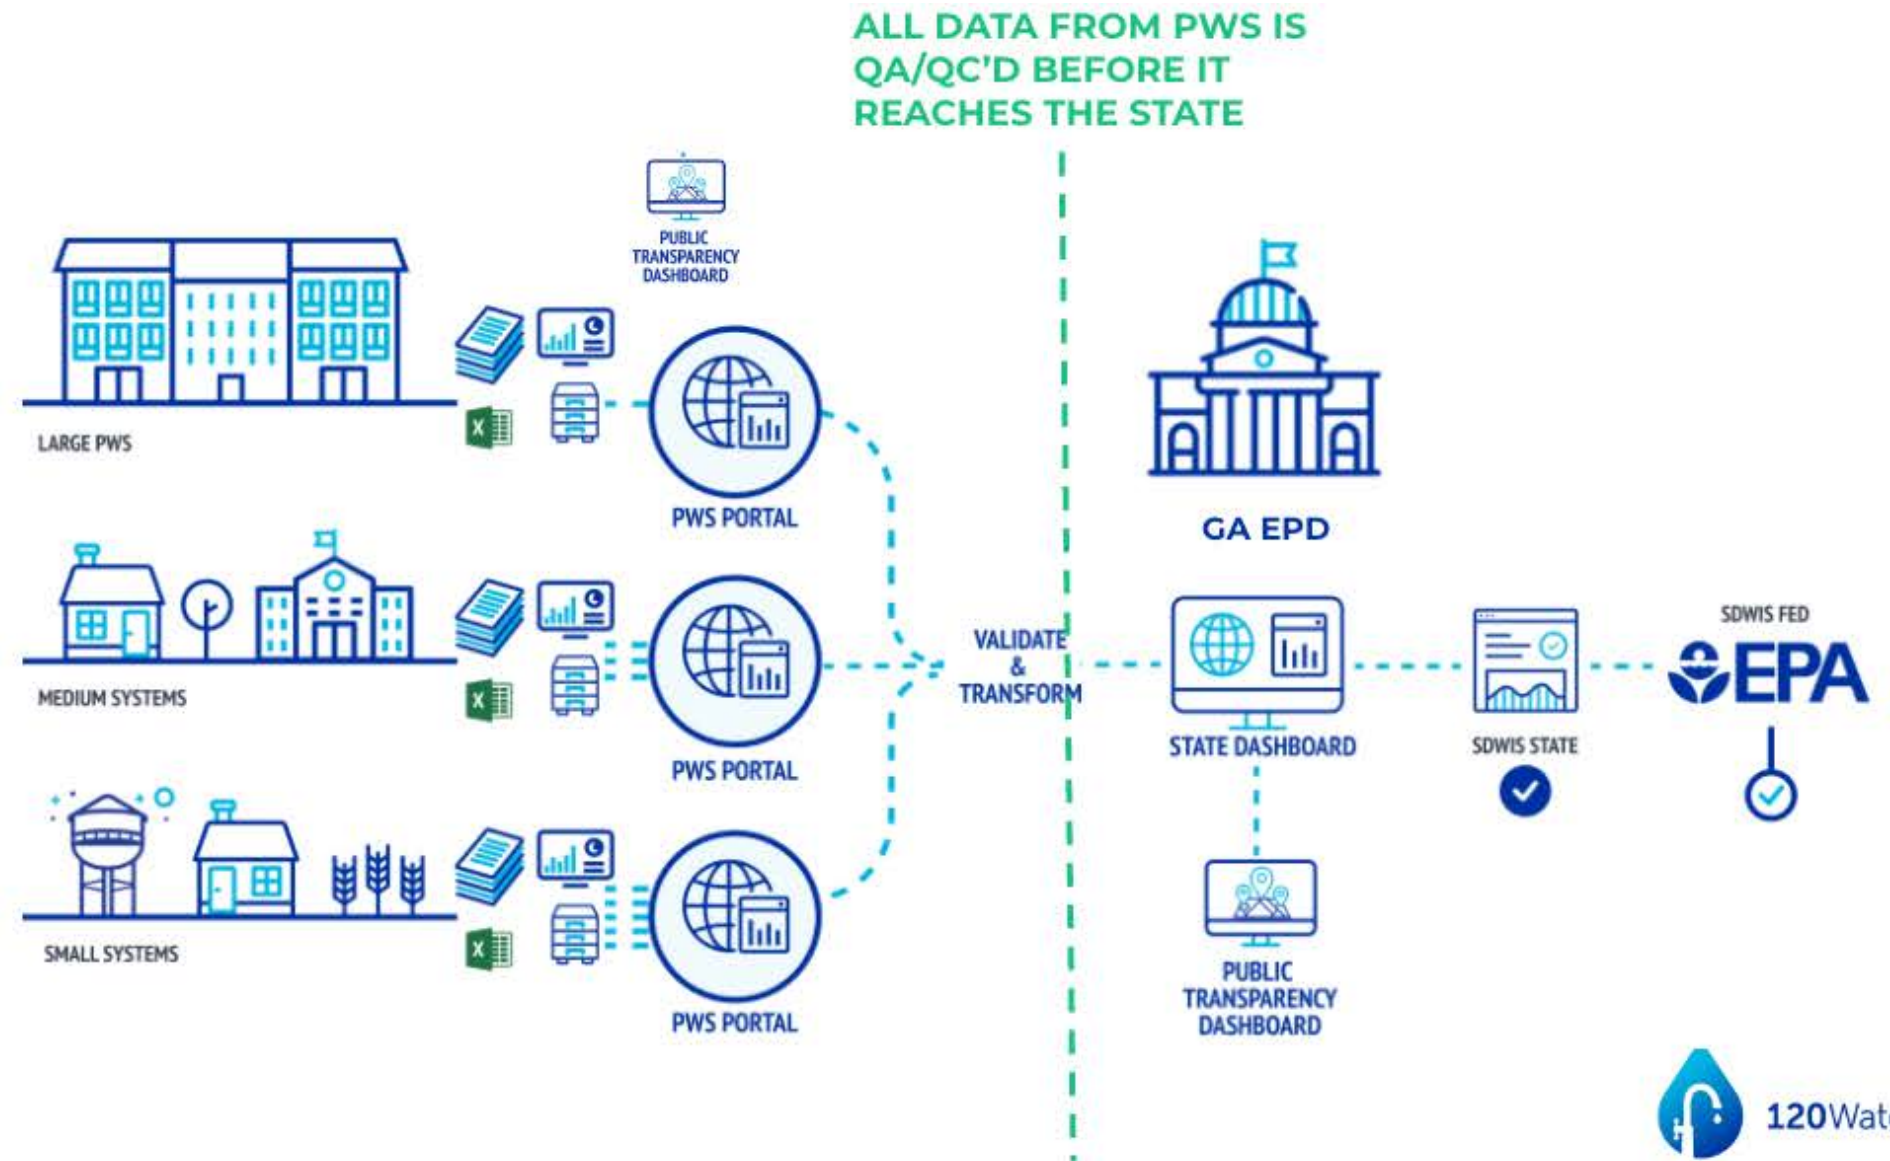 ALL DATA FROM PWS IS
QA/QC'D BEFORE IT
REACHES THE STATE
PUBLIC
TRANSPARENCY
DASHBOARD
LARGE PWS
X
PWS PORTAL
GA EPD
MEDIUM SYSTEMS
X
PWS PORTAL
VALIDATE
&
TRANSFORM
STATE DASHBOARD
SDWIS STATE
SDWIS FED
EPA
SMALL SYSTEMS
X
PWS PORTAL
PUBLIC
TRANSPARENCY
DASHBOARD
120Wat